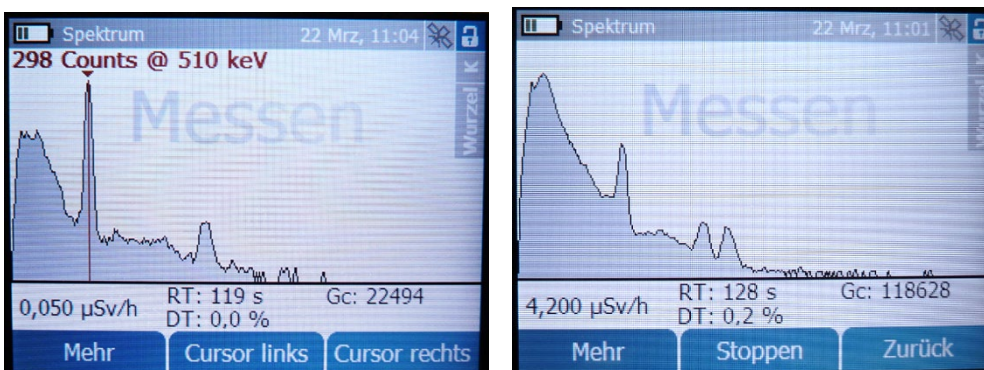 Spektrum 22 Mrz, 11:04
298 Counts @ 510 keV
Messen
Wurzel K
0,050 µSv/h
RT: 119 s Gc: 22494
DT: 0,0 %
Mehr Cursor links Cursor rechts
Spektrum 22 Mrz, 11:01
Messen
Wurzel K
4,200 µSv/h
RT: 128 s Gc: 118628
DT: 0,2 %
Mehr Stoppen Zurück